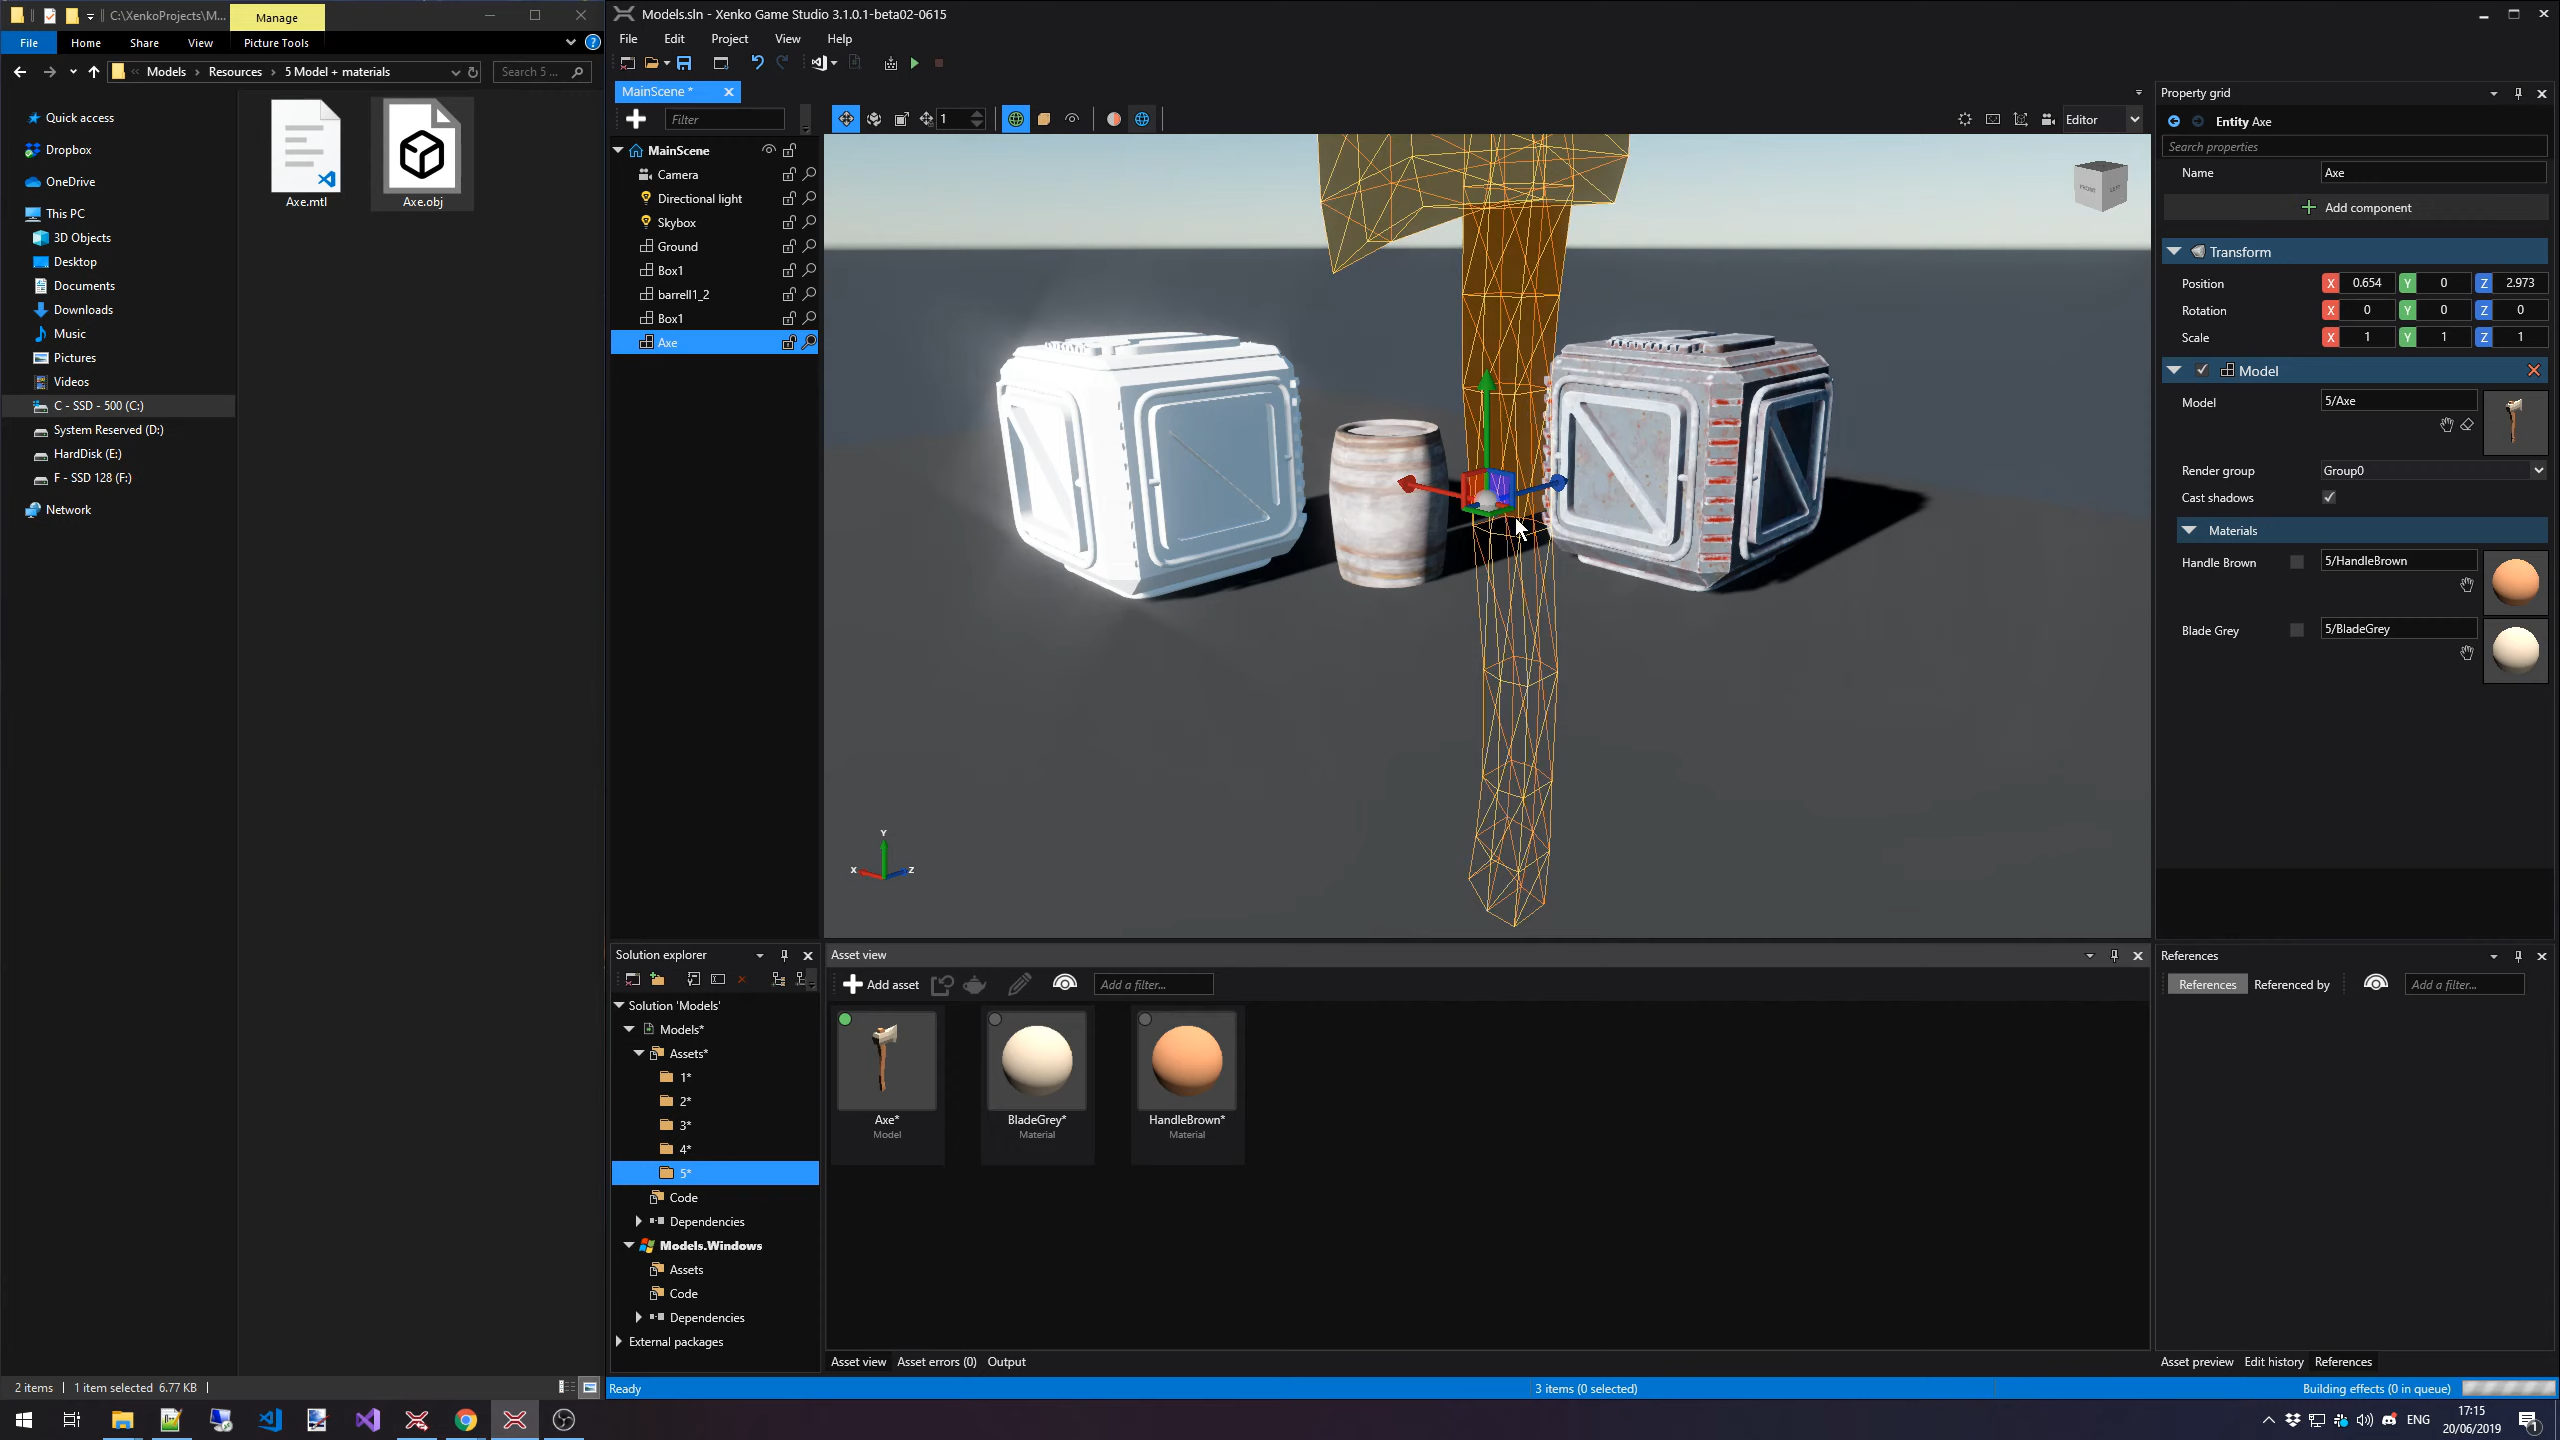 C:\XenkoProjects\M...
Manage
File
Home
Share
View
Picture Tools
Models
Resources
5 Model + materials
Search 5 ...
Quick access
Dropbox
OneDrive
This PC
3D Objects
Desktop
Documents
Downloads
Music
Pictures
Videos
C - SSD - 500 (C:)
System Reserved (D:)
HardDisk (E:)
F - SSD 128 (F:)
Network
Axe.mtl
Axe.obj
2 items
1 item selected 6.77 KB
Models.sln - Xenko Game Studio 3.1.0.1-beta02-0615
File
Edit
Project
View
Help
MainScene *
Filter
1
Editor
MainScene
Camera
Directional light
Skybox
Ground
Box1
barrell1_2
Box1
Axe
FRONT
LEFT
Y
X
Z
Property grid
Entity Axe
Search properties
Name
Axe
Add component
Transform
Position
X 0.654 Y 0 Z 2.973
Rotation
X 0 Y 0 Z 0
Scale
X 1 Y 1 Z 1
Model
Model
5/Axe
Render group
Group0
Cast shadows
Materials
Handle Brown
5/HandleBrown
Blade Grey
5/BladeGrey
Solution explorer
Solution 'Models'
Models*
Assets*
1*
2*
3*
4*
5*
Code
Dependencies
Models.Windows
Assets
Code
Dependencies
External packages
Asset view
Add asset
Add a filter...
Axe*
Model
BladeGrey*
Material
HandleBrown*
Material
Asset view
Asset errors (0)
Output
References
References
Referenced by
Add a filter...
Asset preview
Edit history
References
Ready
3 items (0 selected)
Building effects (0 in queue)
ENG
17:15
20/06/2019
1